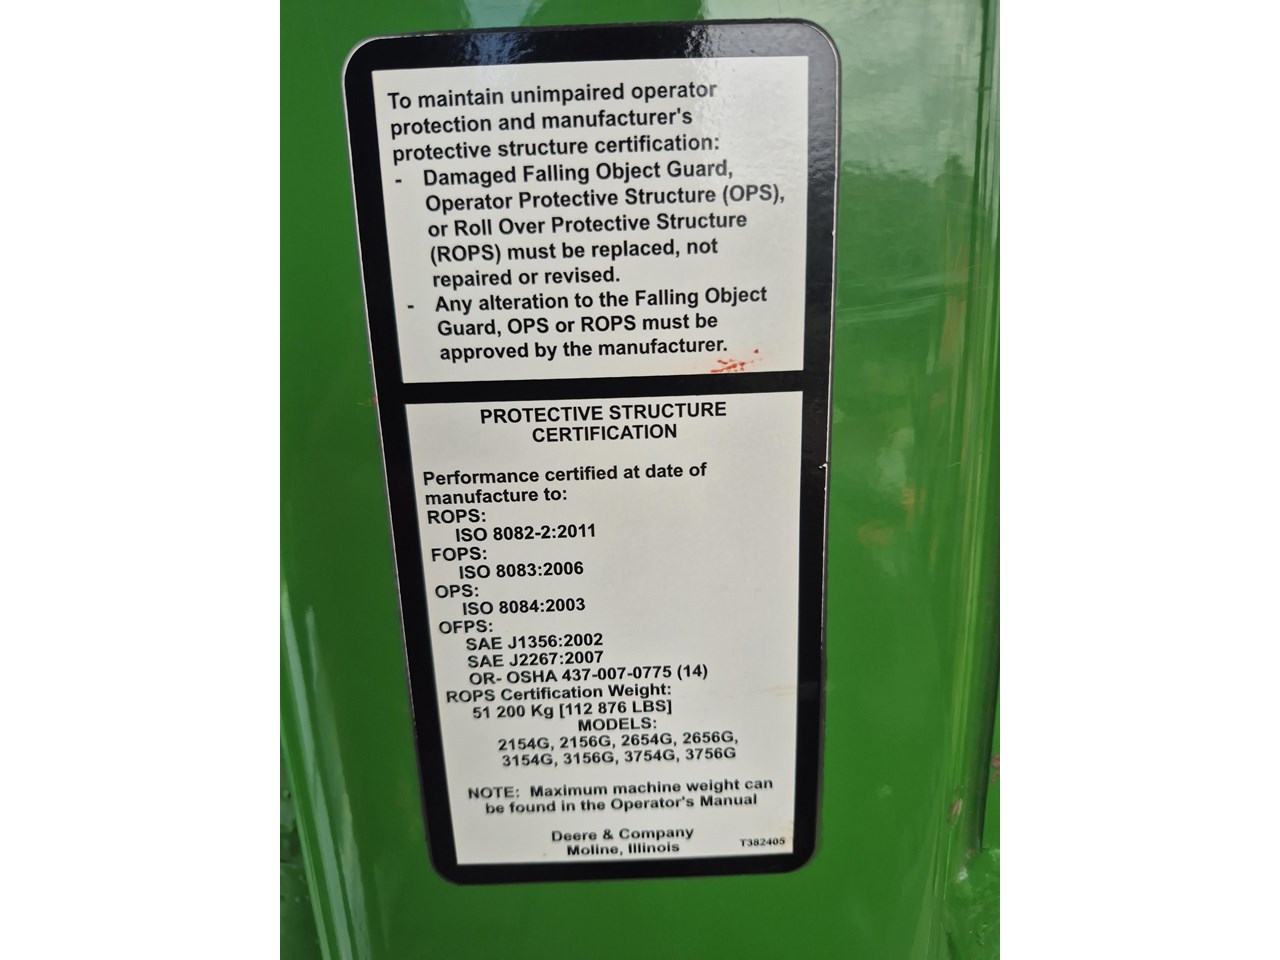 To maintain unimpaired operator
protection and manufacturer's
protective structure certification:
- Damaged Falling Object Guard,
Operator Protective Structure (OPS),
or Roll Over Protective Structure
(ROPS) must be replaced, not
repaired or revised.
- Any alteration to the Falling Object
Guard, OPS or ROPS must be
approved by the manufacturer.
PROTECTIVE STRUCTURE
CERTIFICATION
Performance certified at date of
manufacture to:
ROPS:
ISO 8082-2:2011
FOPS:
ISO 8083:2006
OPS:
ISO 8084:2003
OFPS:
SAE J1356:2002
SAE J2267:2007
OR- OSHA 437-007-0775 (14)
ROPS Certification Weight:
51 200 Kg [112 876 LBS]
MODELS:
2154G, 2156G, 2654G, 2656G,
3154G, 3156G, 3754G, 3756G
NOTE: Maximum machine weight can
be found in the Operator's Manual
Deere & Company
Moline, Illinois
T382405